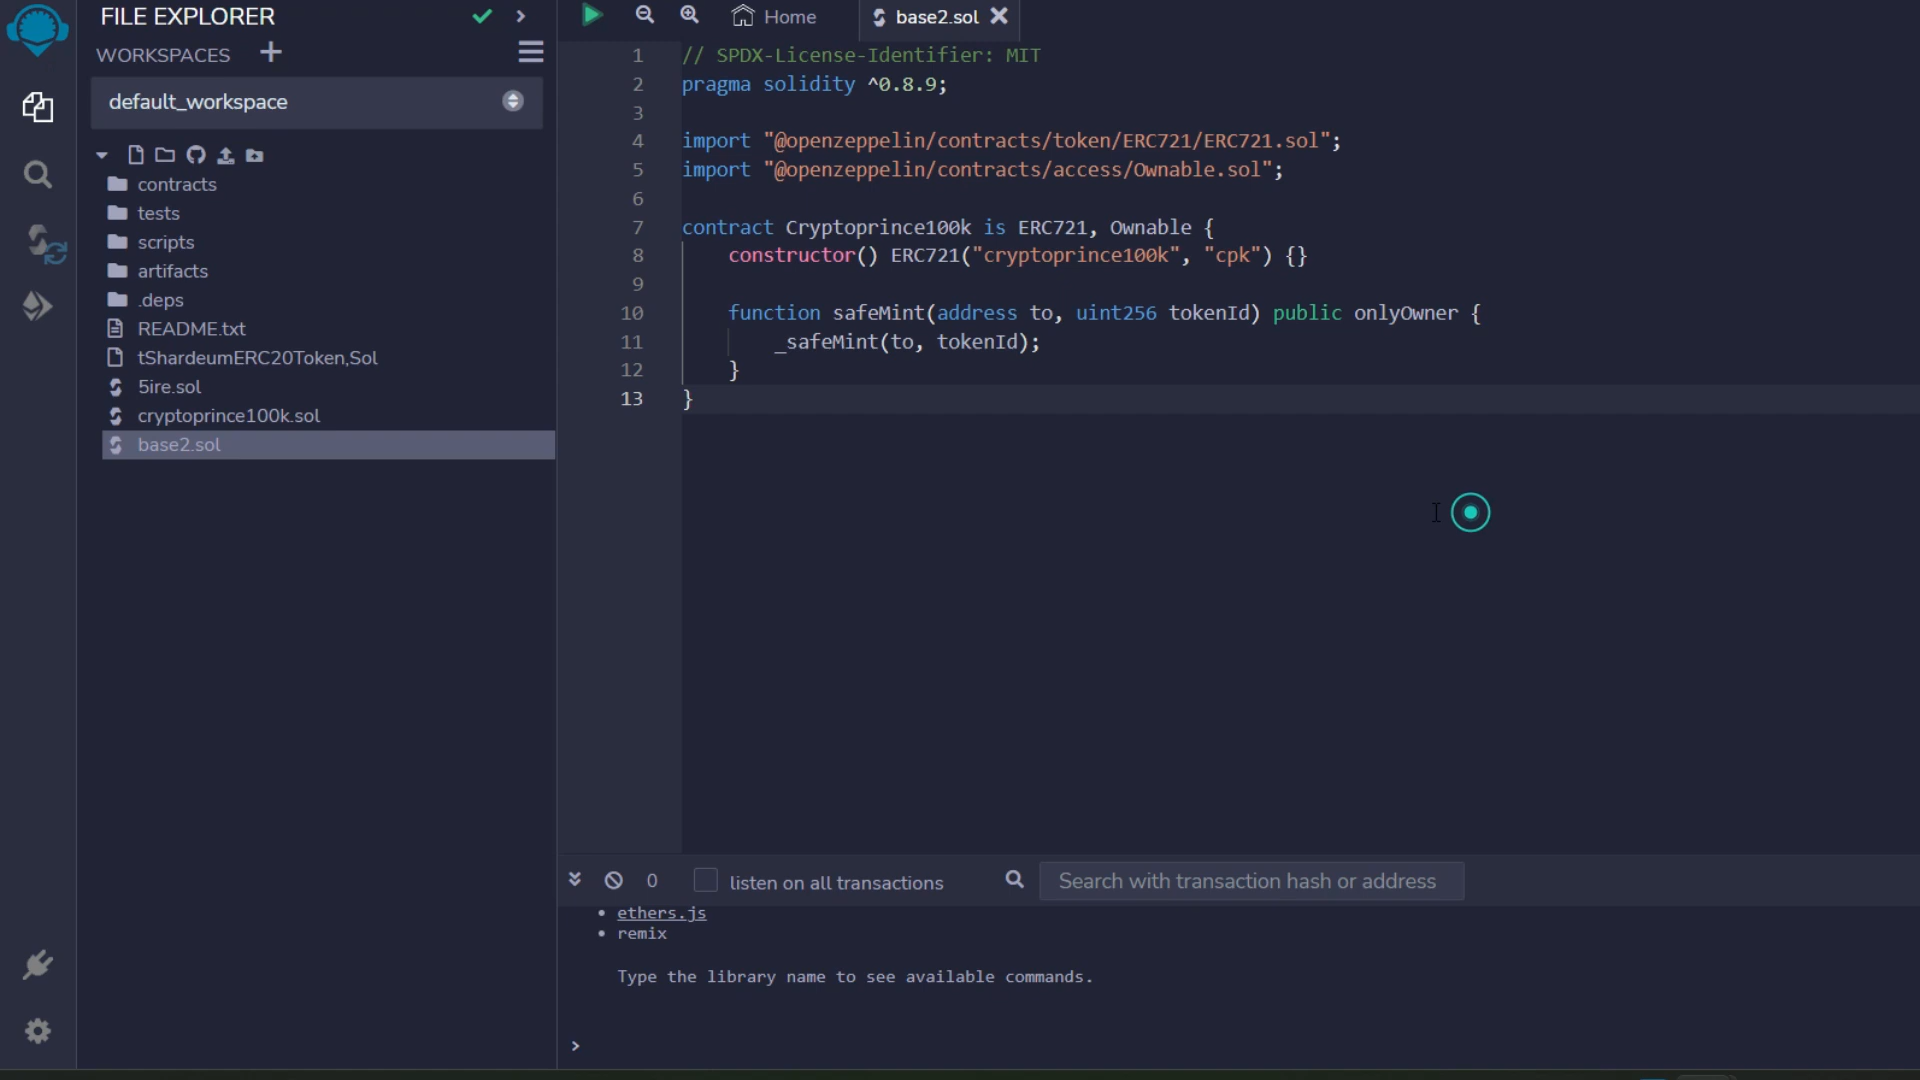 FILE EXPLORER
WORKSPACES
default_workspace
contracts
tests
scripts
artifacts
.deps
README.txt
tShardeumERC20Token,Sol
5ire.sol
cryptoprince100k.sol
base2.sol
Home
base2.sol
1 // SPDX-License-Identifier: MIT
2 pragma solidity ^0.8.9;
3
4 import "@openzeppelin/contracts/token/ERC721/ERC721.sol";
5 import "@openzeppelin/contracts/access/Ownable.sol";
6
7 contract Cryptoprince100k is ERC721, Ownable {
8 constructor() ERC721("cryptoprince100k", "cpk") {}
9
10 function safeMint(address to, uint256 tokenId) public onlyOwner {
11 _safeMint(to, tokenId);
12 }
13 }
0 listen on all transactions
Search with transaction hash or address
• ethers.js
• remix
Type the library name to see available commands.
>